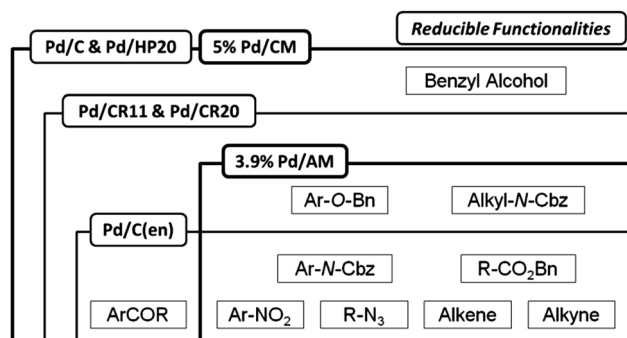 Reducible Functionalities
Pd/C & Pd/HP20 5% Pd/CM
Benzyl Alcohol
Pd/CR11 & Pd/CR20
3.9% Pd/AM
Ar-O-Bn Alkyl-N-Cbz
Pd/C(en)
Ar-N-Cbz R-CO₂Bn
ArCOR Ar-NO₂ R-N₃ Alkene Alkyne